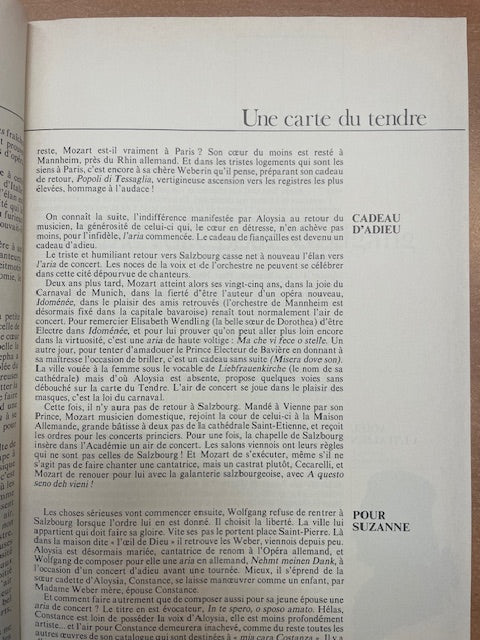 Une carte du tendre
reste, Mozart est-il vraiment à Paris ? Son cœur du moins est resté à
Mannheim, près du Rhin allemand. Et dans les tristes logements qui sont les
siens à Paris, c'est encore à sa chère Weberin qu'il pense, préparant son cadeau
de retour, Popoli di Tessaglia, vertigineuse ascension vers les registres les plus
élevées, hommage à l'audace !
CADEAU
D'ADIEU
On connaît la suite, l'indifférence manifestée par Aloysia au retour du
musicien, la générosité de celui-ci qui, le cœur en détresse, n'en achève pas
moins, pour l'infidèle, l'aria commencée. Le cadeau de fiançailles est devenu un
cadeau d'adieu.
Le triste et humiliant retour vers Salzbourg casse net à nouveau l'élan vers
l'aria de concert. Les noces de la voix et de l'orchestre ne peuvent se célébrer
dans cette cité dépourvue de chanteurs.
Deux ans plus tard, Mozart atteint alors ses vingt-cinq ans, dans la joie du
Carnaval de Munich, dans la fierté d'être l'auteur d'un opéra nouveau,
Idoménée, dans le plaisir des amis retrouvés (l'orchestre de Mannheim est
désormais fixé dans la capitale bavaroise) renaît tout normalement l'air de
concert. Pour remercier Elisabeth Wendling (la belle sœur de Dorothea) d'être
Electre dans Idoménée, et pour lui prouver qu'on peut aller plus loin encore
dans la virtuosité, c'est une aria de haute voltige : Ma che vi fece o stelle. Un
autre jour, pour tenter d'amadouer le Prince Electeur de Bavière en donnant à
sa maîtresse l'occasion de briller, c'est un cadeau sans suite (Misera dove son).
La ville vouée à la femme sous le vocable de Liebfrauenkirche (le nom de sa
cathédrale) mais d'où Aloysia est absente, propose quelques voies sans
débouché sur la carte du Tendre. L'air de concert se joue dans le plaisir des
masques, c'est la loi du carnaval.
Cette fois, il n'y aura pas de retour à Salzbourg. Mandé à Vienne par son
Prince, Mozart musicien domestique, rejoint la cour de celui-ci à la Maison
Allemande, grande bâtisse à deux pas de la cathédrale Saint-Etienne, et reçoit
les ordres pour les concerts princiers. Pour une fois, la chapelle de Salzbourg
insère dans l'Académie un air de concert. Les salons viennois ont leurs règles
qui ne sont pas celles de Salzbourg ! Et Mozart de s'exécuter, même s'il ne
s'agit pas de faire chanter une cantatrice, mais un castrat plutôt, Cecarelli, et
Mozart de renouer pour lui avec la galanterie salzbourgeoise, avec A questo
seno deh vieni !
POUR
SUZANNE
Les choses sérieuses vont commencer ensuite, Wolfgang refuse de rentrer à
Salzbourg lorsque l'ordre lui en est donné. Il choisit la liberté. La ville lui
appartient qui doit faire sa gloire. Vite ses pas le portent place Saint-Pierre. Là
dans la maison dite « l'œil de Dieu » il retrouve les Weber, viennois depuis peu.
Aloysia est désormais mariée, cantatrice de renom à l'Opéra allemand, et
Wolfgang de composer pour elle une aria en allemand, Nehmt meinen Dank, à
l'occasion d'un concert d'adieu avant une tournée. Mieux, il s'éprend de la
sœur cadette d'Aloysia, Constance, se laisse manœuvrer comme un enfant, par
Madame Weber mère, épouse Constance.
Et comment faire autrement que de composer aussi pour sa jeune épouse une
aria de concert ? Le titre en est évocateur, In te spero, o sposo amato. Hélas,
Constance est loin de posséder la voix d'Aloysia, elle est moins profondément
artiste... et l'air pour Constance demeurera inachevé, comme du reste toutes les
autres œuvres de son catalogue qui sont destinées à « mia cara Costanza ».